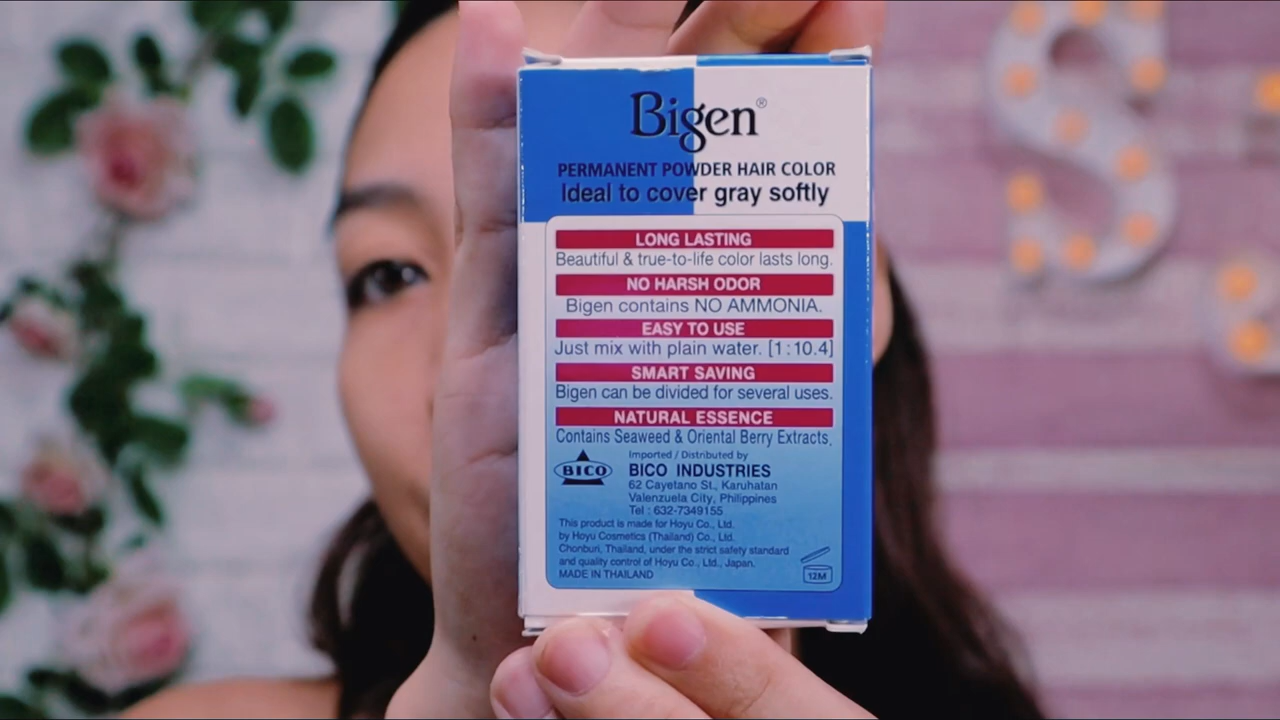 Bigen®
PERMANENT POWDER HAIR COLOR
Ideal to cover gray softly
LONG LASTING
Beautiful & true-to-life color lasts long.
NO HARSH ODOR
Bigen contains NO AMMONIA.
EASY TO USE
Just mix with plain water. [1:10.4]
SMART SAVING
Bigen can be divided for several uses.
NATURAL ESSENCE
Contains Seaweed & Oriental Berry Extracts.
BICO
Imported / Distributed by
BICO INDUSTRIES
62 Cayetano St., Karuhatan
Valenzuela City, Philippines
Tel : 632-7349155
This product is made for Hoyu Co., Ltd.
by Hoyu Cosmetics (Thailand) Co., Ltd.
Chonburi, Thailand, under the strict safety standard
and quality control of Hoyu Co., Ltd., Japan.
MADE IN THAILAND
12M
S